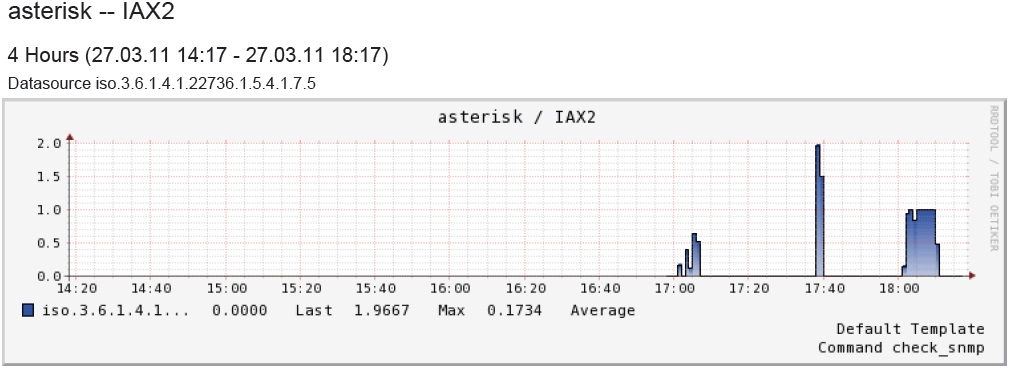 asterisk -- IAX2
4 Hours (27.03.11 14:17 - 27.03.11 18:17)
Datasource iso.3.6.1.4.1.22736.1.5.4.1.7.5
asterisk / IAX2
RRDTOOL / TOBI OETIKER
2.0
1.5
1.0
0.5
0.0
14:20 14:40 15:00 15:20 15:40 16:00 16:20 16:40 17:00 17:20 17:40 18:00
iso.3.6.1.4.1... 0.0000 Last 1.9667 Max 0.1734 Average
Default Template
Command check_snmp